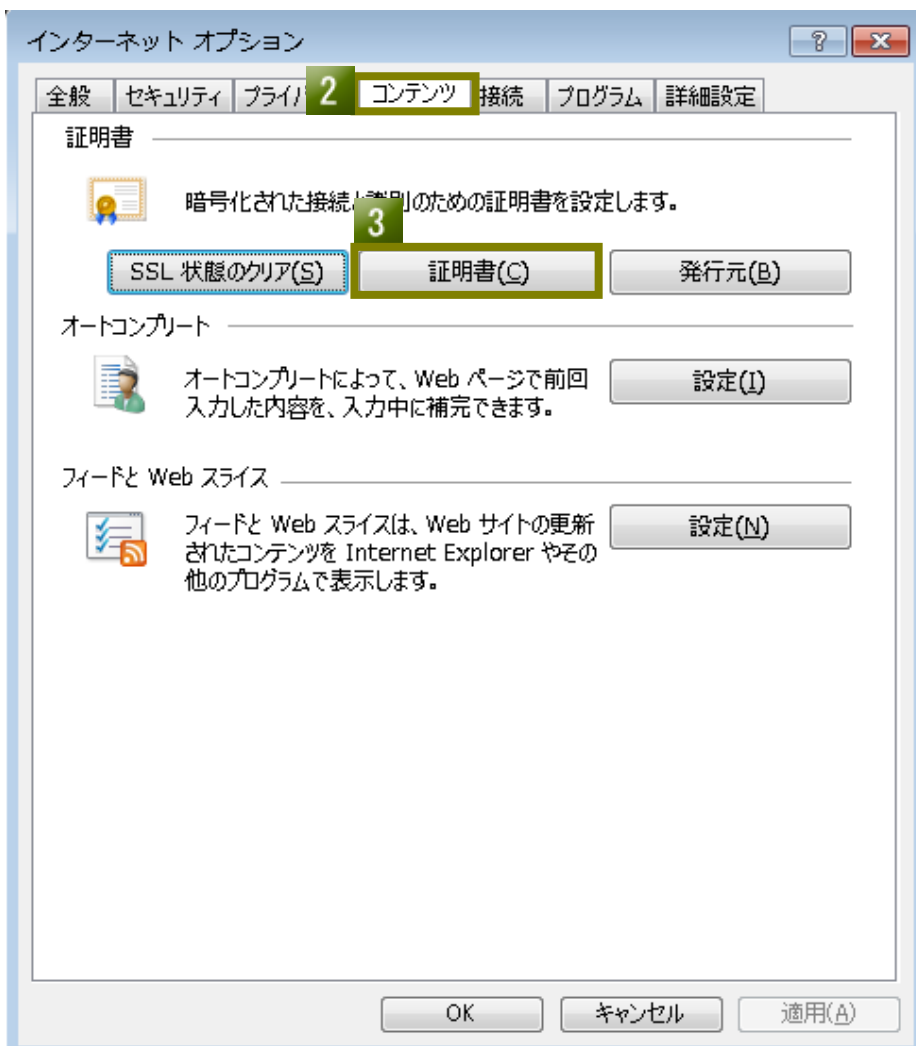 インターネット オプション
全般 セキュリティ 2 コンテンツ 接続 プログラム 詳細設定
証明書
暗号化された接続 のための証明書を設定します。
3
SSL 状態のクリア(S) 証明書(C) 発行元(B)
オートコンプリート
オートコンプリートによって、Web ページで前回
入力した内容を、入力中に補完できます。
設定(I)
フィードと Web スライス
フィードと Web スライスは、Web サイトの更新
されたコンテンツを Internet Explorer やその
他のプログラムで表示します。
設定(N)
OK キャンセル 適用(A)